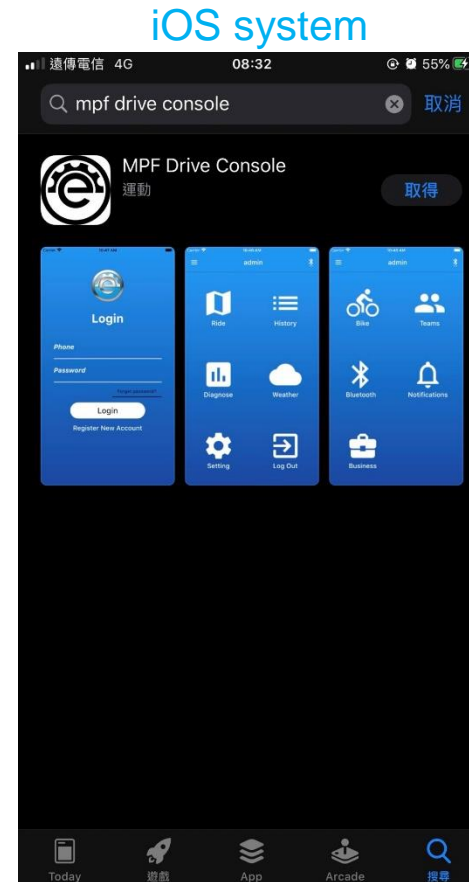 iOS system
遠傳電信 4G 08:32 55%
mpf drive console 取消
MPF Drive Console
運動
取得
Login
Phone
Password
Forgot password?
Login
Register New Account
admin
Ride History
Diagnose Weather
Setting Log Out
admin
Bike Teams
Bluetooth Notifications
Business
Today 遊戲 App Arcade 搜尋